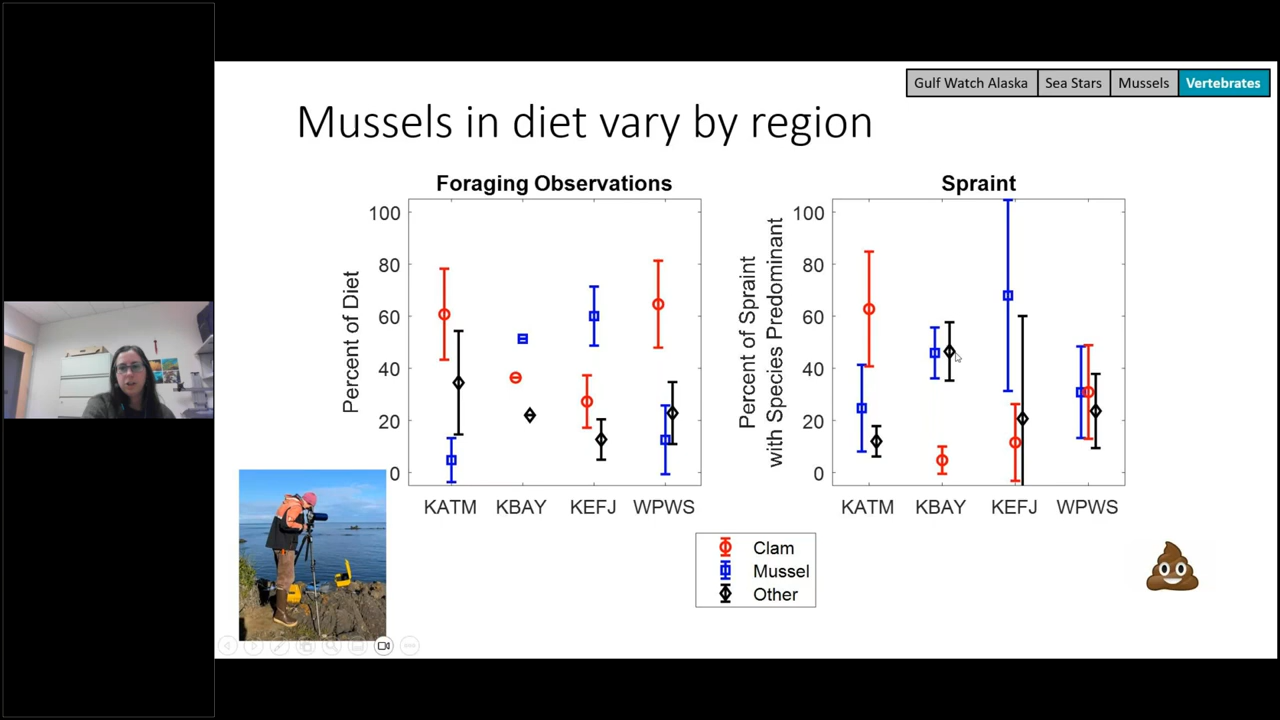 Gulf Watch Alaska Sea Stars Mussels Vertebrates
Mussels in diet vary by region
Foraging Observations
Percent of Diet
100
80
60
40
20
0
KATM KBAY KEFJ WPWS
Spraint
Percent of Spraint
with Species Predominant
100
80
60
40
20
0
KATM KBAY KEFJ WPWS
Clam
Mussel
Other